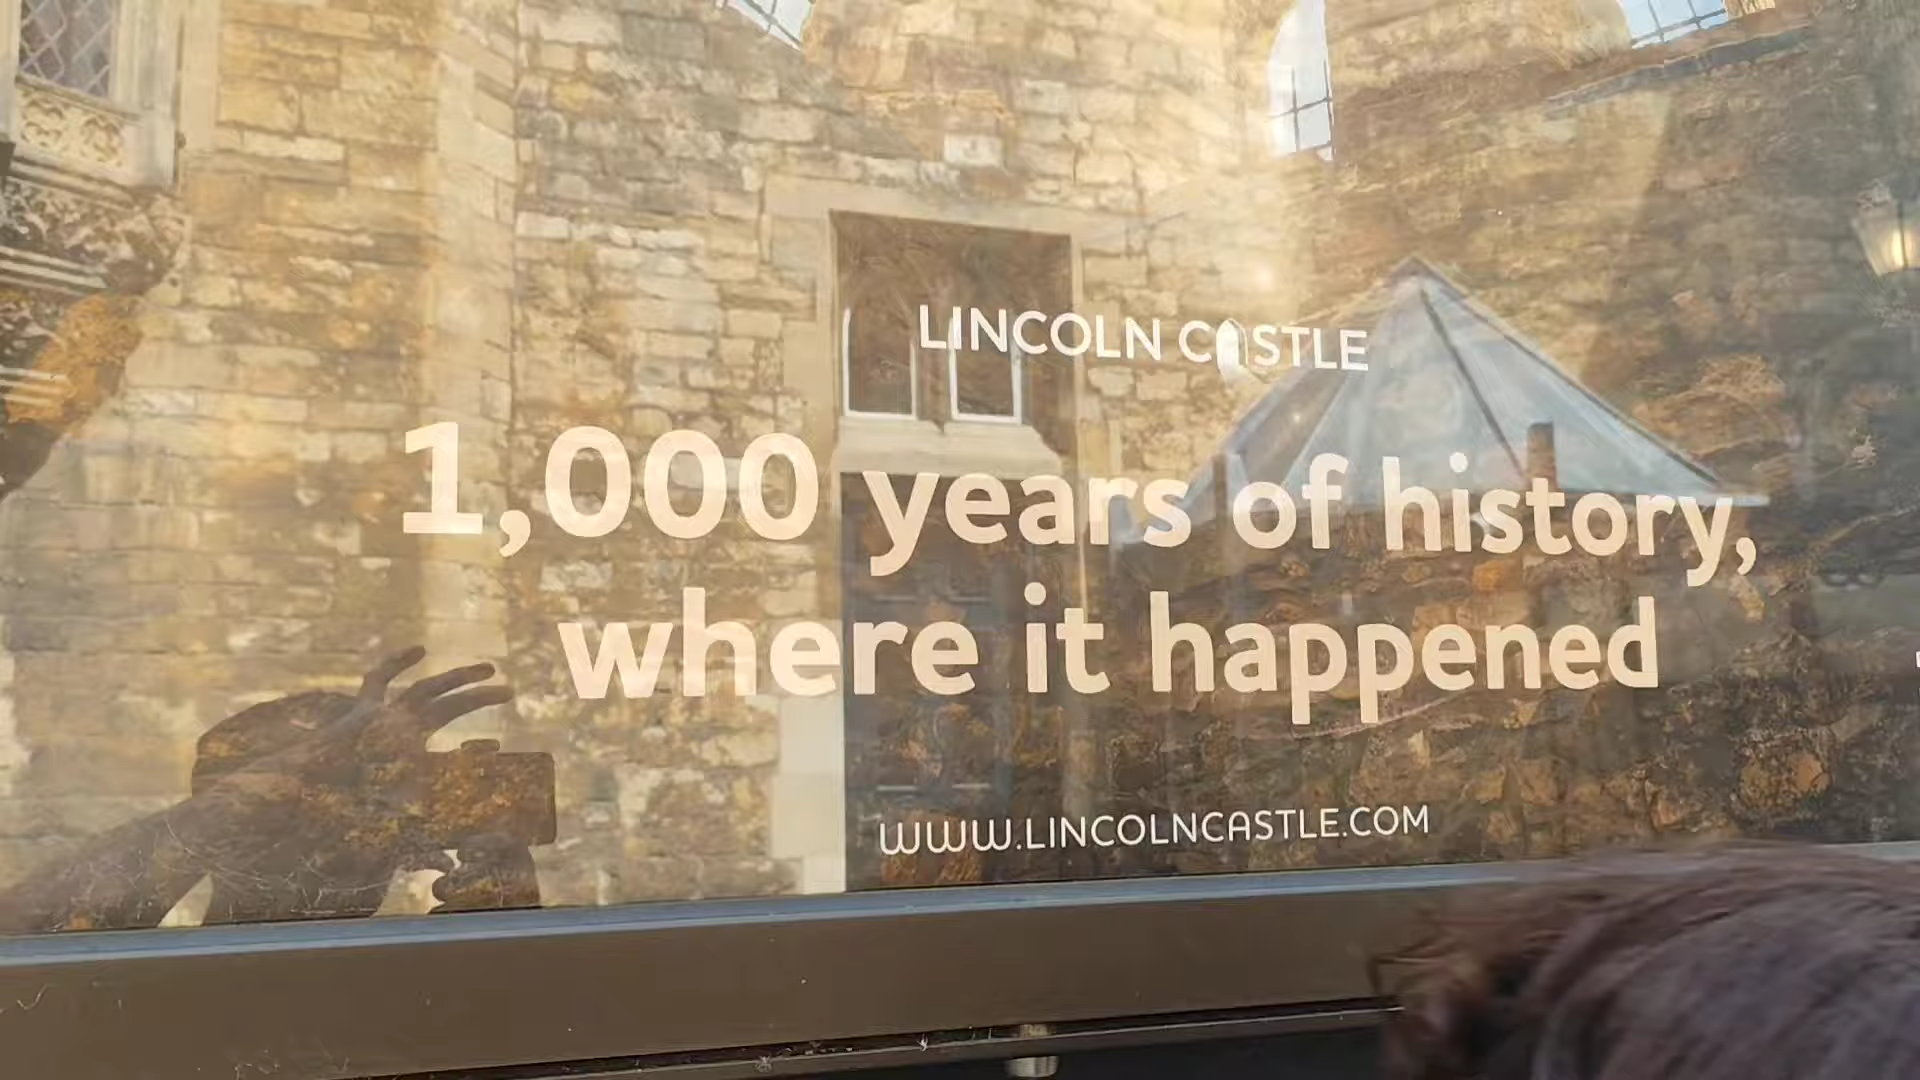 LINCOLN CASTLE
1,000 years of history,
where it happened
WWW.LINCOLNCASTLE.COM